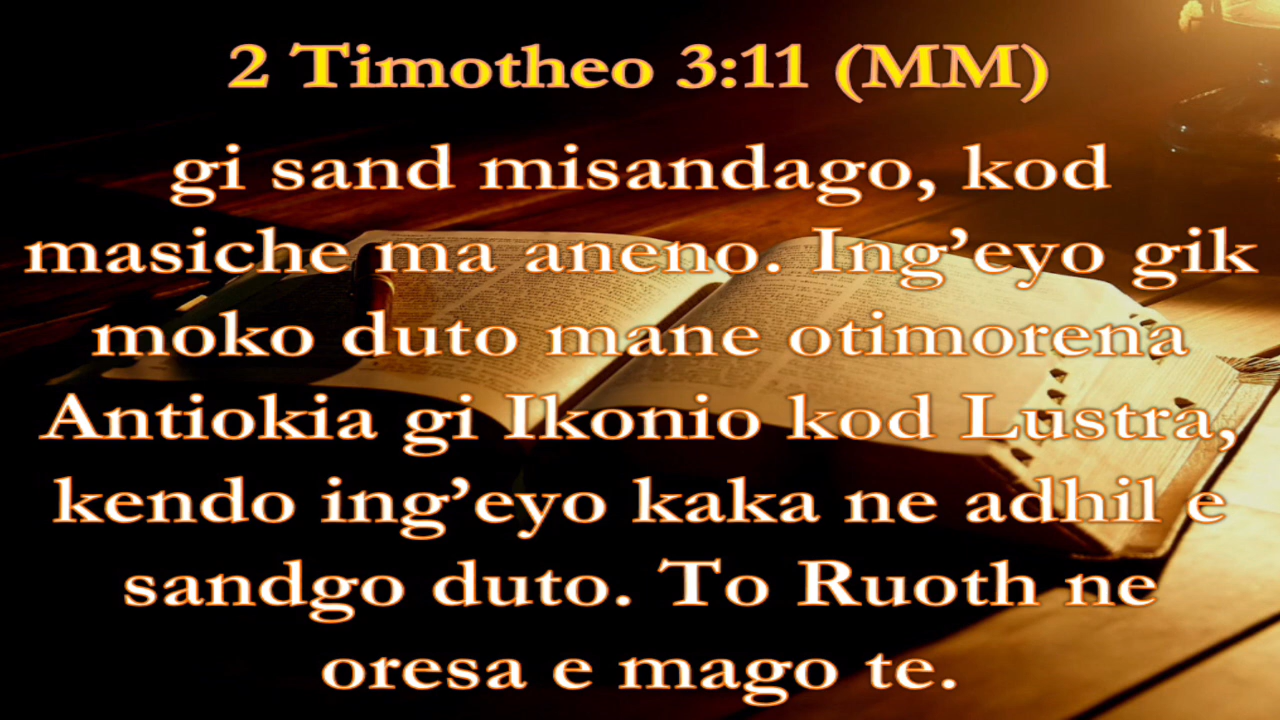 2 Timotheo 3:11 (MM)
gi sand misandago, kod
masiche ma aneno. Ing’eyo gik
moko duto mane otimorena
Antiokia gi Ikonio kod Lustra,
kendo ing’eyo kaka ne adhil e
sandgo duto. To Ruoth ne
oresa e mago te.